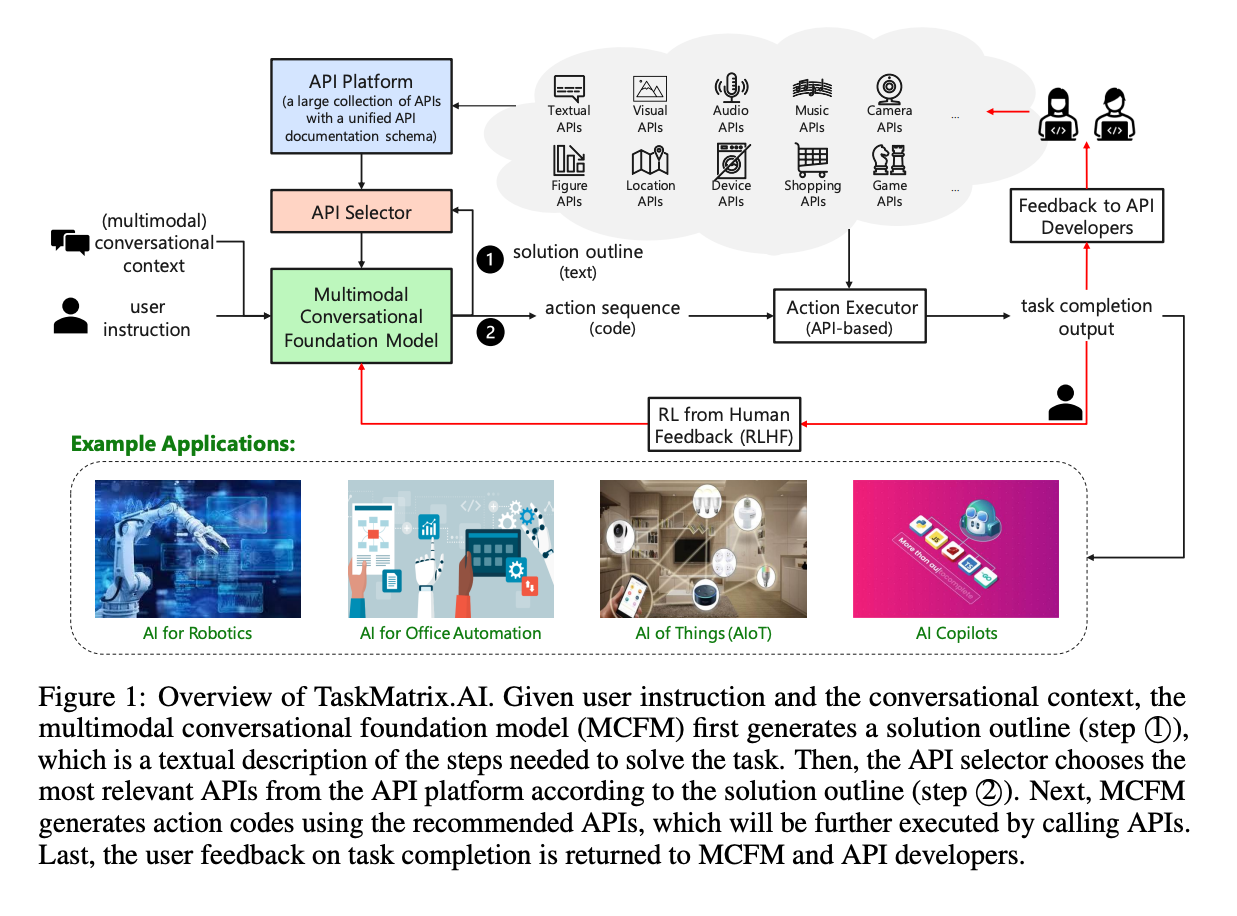 API Platform
(a large collection of APIs
with a unified API
documentation schema)
Textual
APIs
Visual
APIs
Audio
APIs
Music
APIs
Camera
APIs
...
Figure
APIs
Location
APIs
Device
APIs
Shopping
APIs
Game
APIs
...
API Selector
Feedback to API
Developers
(multimodal)
conversational
context
1
solution outline
(text)
user
instruction
Multimodal
Conversational
Foundation Model
2
action sequence
(code)
Action Executor
(API-based)
task completion
output
RL from Human
Feedback (RLHF)
Example Applications:
</>
JS
TS
More than autocomplete
AI for Robotics
AI for Office Automation
AI of Things (AIoT)
AI Copilots
Figure 1: Overview of TaskMatrix.AI. Given user instruction and the conversational context, the
multimodal conversational foundation model (MCFM) first generates a solution outline (step ①),
which is a textual description of the steps needed to solve the task. Then, the API selector chooses the
most relevant APIs from the API platform according to the solution outline (step ②). Next, MCFM
generates action codes using the recommended APIs, which will be further executed by calling APIs.
Last, the user feedback on task completion is returned to MCFM and API developers.